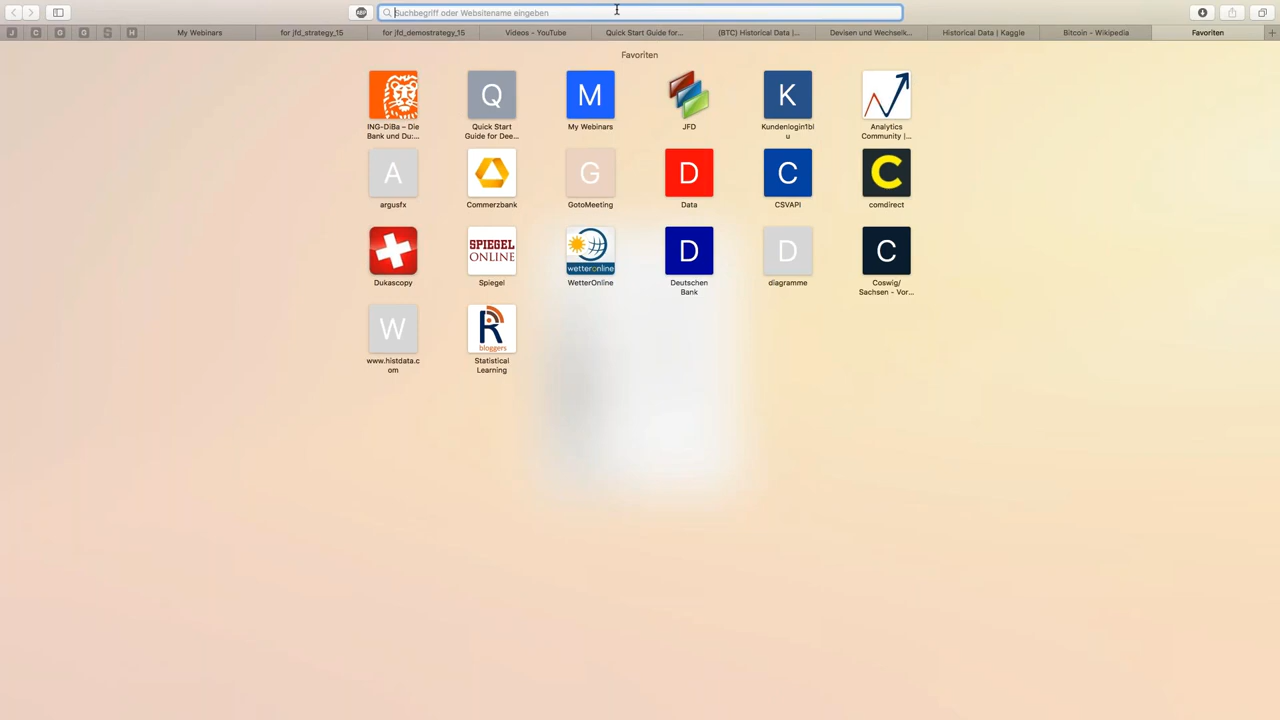 ABP
Suchbegriff oder Websitename eingeben
J C O O S H My Webinars for jfd_strategy_15 for jfd_demostrategy_15 Videos - YouTube Quick Start Guide for... (BTC) Historical Data |... Devisen und Wechselk... Historical Data | Kaggle Bitcoin - Wikipedia Favoriten
Favoriten
Q M K
ING-DiBa – Die Bank und Du:...
Quick Start Guide for Dee...
My Webinars
JFD
Kundenlogin1blu
Analytics Community |...
A G D C
argusfx
Commerzbank
GotoMeeting
Data
CSVAPI
comdirect
SPIEGEL ONLINE
wetteronline
D D C
Dukascopy
Spiegel
WetterOnline
Deutschen Bank
diagramme
Coswig/Sachsen - Vor...
W
R bloggers
www.histdata.com
Statistical Learning